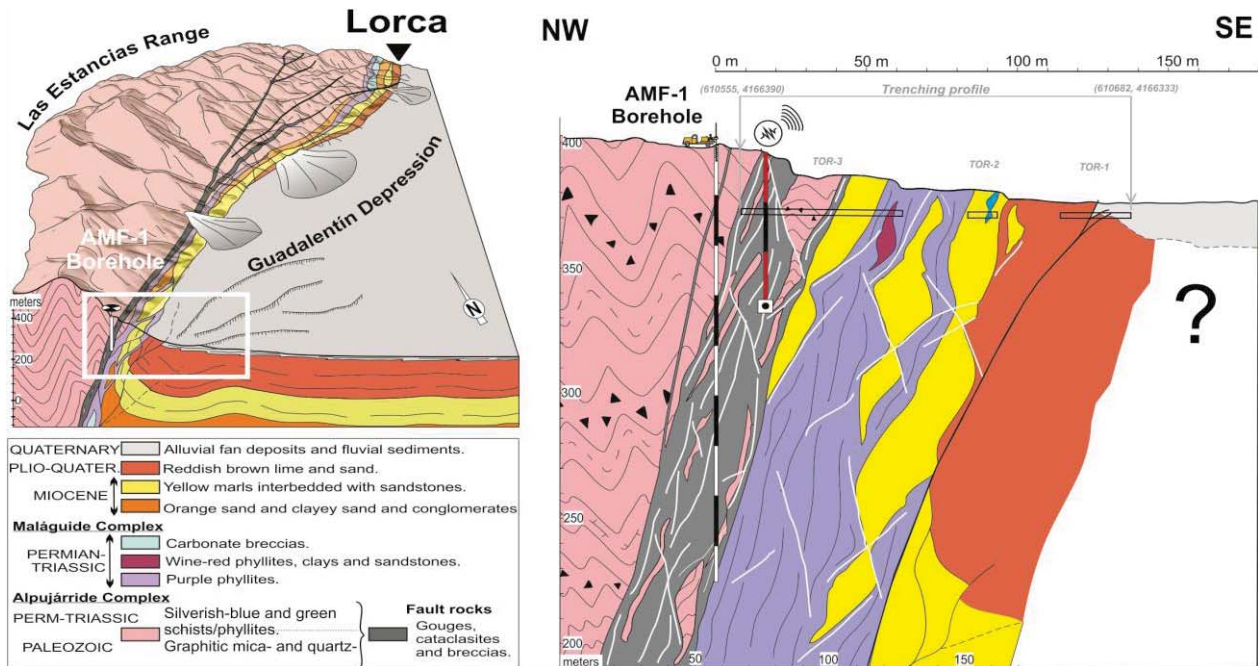 Lorca
Las Estancias Range
AMF-1
Borehole
Guadalentín Depression
N
meters
400
200
0
QUATERNARY Alluvial fan deposits and fluvial sediments.
PLIO-QUATER. Reddish brown lime and sand.
MIOCENE Yellow marls interbedded with sandstones.
Orange sand and clayey sand and conglomerates
Maláguide Complex
PERMIAN-TRIASSIC Carbonate breccias.
Wine-red phyllites, clays and sandstones.
Purple phyllites.
Alpujárride Complex
PERM-TRIASSIC Silverish-blue and green
schists/phyllites.
PALEOZOIC Graphitic mica- and quartz-
Fault rocks
Gouges,
cataclasites
and breccias.
NW
SE
0 m 50 m 100 m 150 m
(610555, 4166390) Trenching profile (610682, 4166333)
AMF-1
Borehole
TOR-3 TOR-2 TOR-1
400
350
300
250
200
meters 50 100 150
?